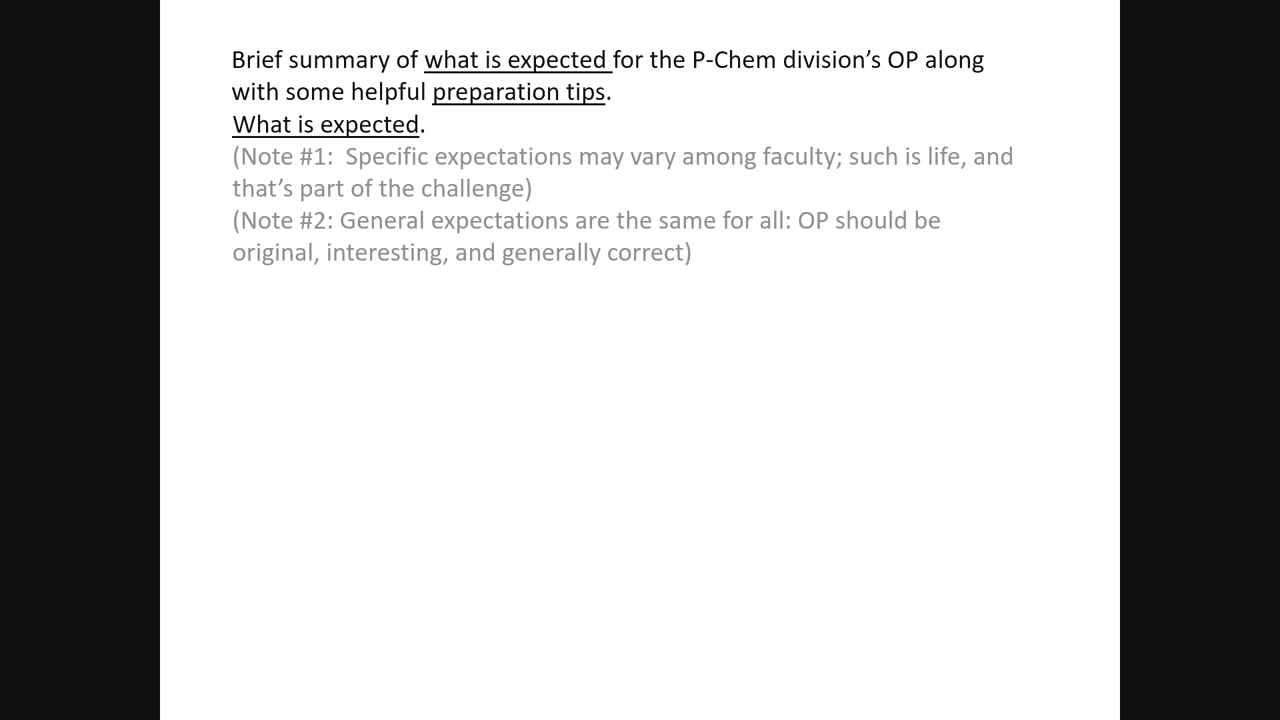 Brief summary of what is expected for the P-Chem division’s OP along
with some helpful preparation tips.
What is expected.
(Note #1:  Specific expectations may vary among faculty; such is life, and
that’s part of the challenge)
(Note #2: General expectations are the same for all: OP should be
original, interesting, and generally correct)